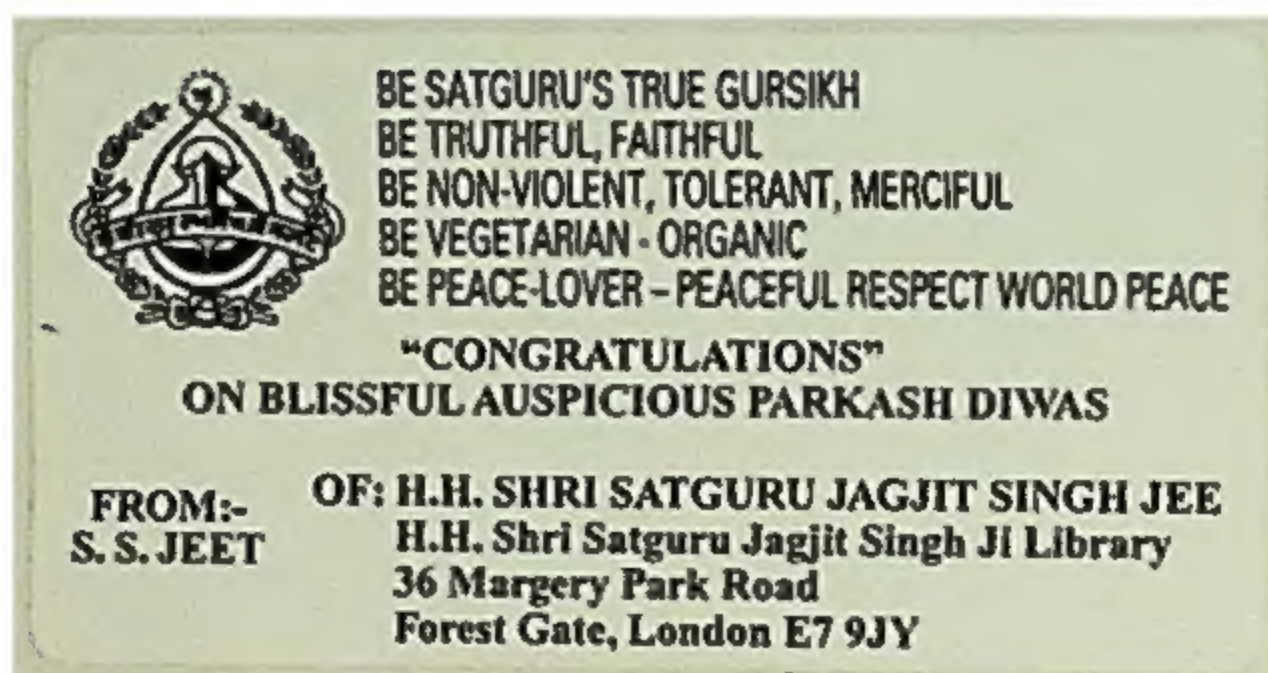 BE SATGURU'S TRUE GURSIKH
BE TRUTHFUL, FAITHFUL
BE NON-VIOLENT, TOLERANT, MERCIFUL
BE VEGETARIAN - ORGANIC
BE PEACE-LOVER – PEACEFUL RESPECT WORLD PEACE
"CONGRATULATIONS"
ON BLISSFUL AUSPICIOUS PARKASH DIWAS
FROM:-
S. S. JEET
OF: H.H. SHRI SATGURU JAGJIT SINGH JEE
H.H. Shri Satguru Jagjit Singh Ji Library
36 Margery Park Road
Forest Gate, London E7 9JY